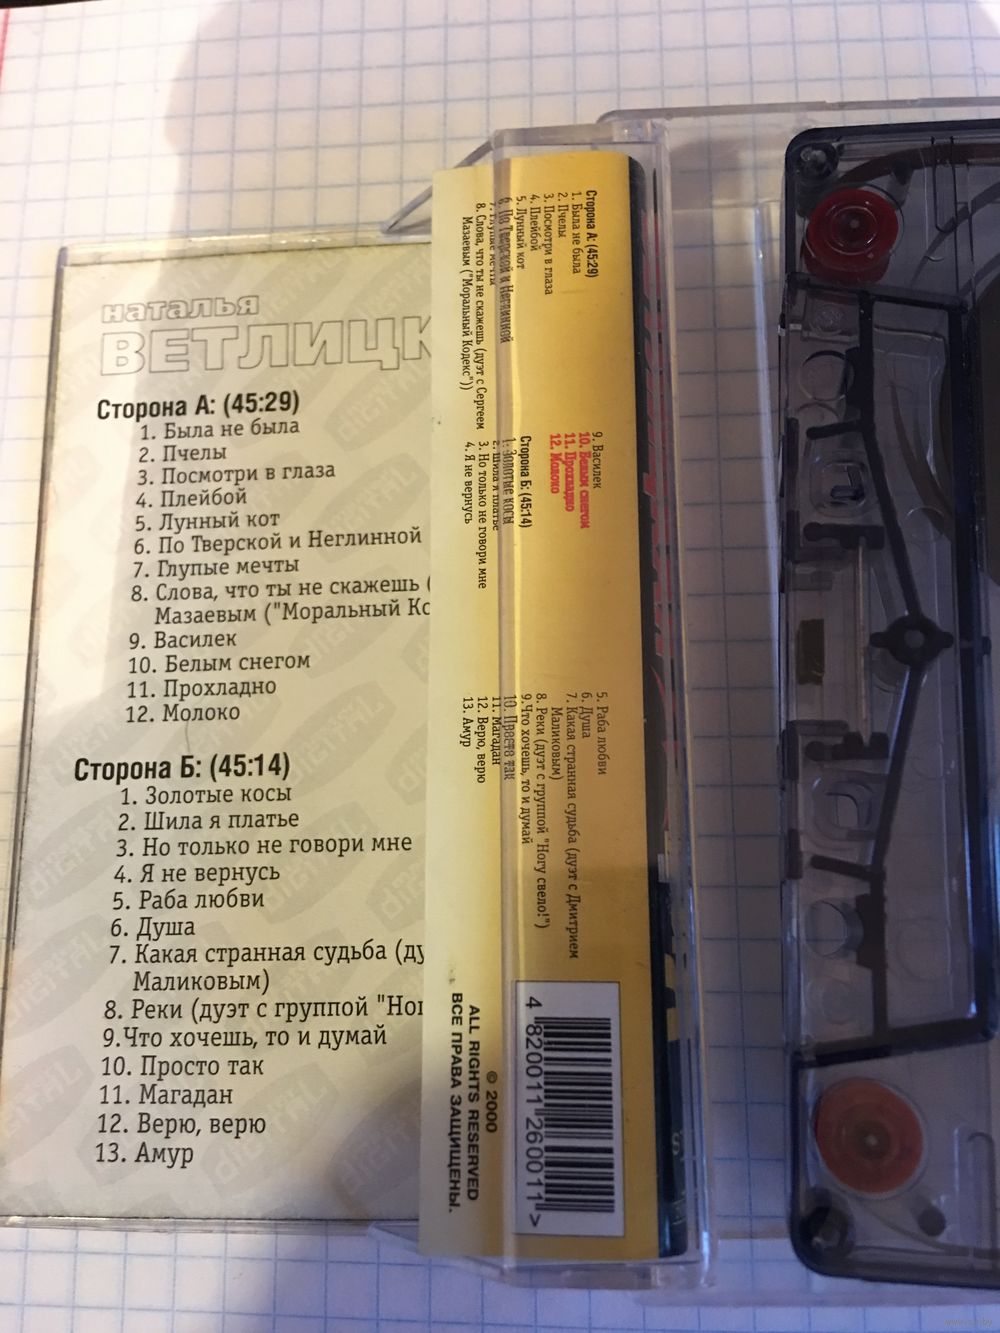 наталья
ВЕТЛИЦК
Сторона А: (45:29)
1. Была не была
2. Пчелы
3. Посмотри в глаза
4. Плейбой
5. Лунный кот
6. По Тверской и Неглинной
7. Глупые мечты
8. Слова, что ты не скажешь (
Мазаевым ("Моральный Ко
9. Василек
10. Белым снегом
11. Прохладно
12. Молоко
Сторона Б: (45:14)
1. Золотые косы
2. Шила я платье
3. Но только не говори мне
4. Я не вернусь
5. Раба любви
6. Душа
7. Какая странная судьба (ду
Маликовым)
8. Реки (дуэт с группой "Ног
9.Что хочешь, то и думай
10. Просто так
11. Магадан
12. Верю, верю
13. Амур
Сторона А: (45:29)
1. Была не была
2. Пчелы
3. Посмотри в глаза
4. Плейбой
5. Лунный кот
6. По Тверской и Неглинной
7. Глупые мечты
8. Слова, что ты не скажешь (дуэт с Сергеем
Мазаевым ("Моральный Кодекс"))
9. Василек
10. Белым снегом
11. Прохладно
12. Молоко
Сторона Б: (45:14)
1. Золотые косы
2. Шила я платье
3. Но только не говори мне
4. Я не вернусь
5. Раба любви
6. Душа
7. Какая странная судьба (дуэт с Дмитрием
Маликовым)
8. Реки (дуэт с группой "Ногу свело!")
9.Что хочешь, то и думай
10. Просто так
11. Магадан
12. Верю, верю
13. Амур
4 820011 260011 >
© 2000
ALL RIGHTS RESERVED
ВСЕ ПРАВА ЗАЩИЩЕНЫ.